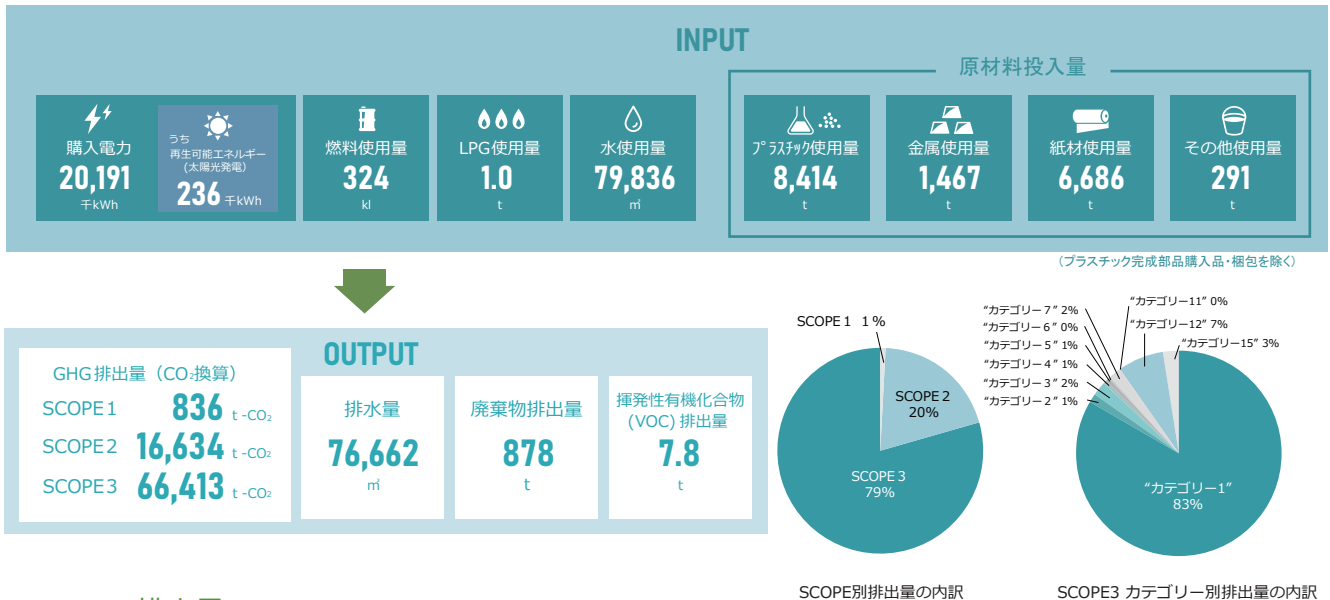 INPUT
原材料投入量
購入電力
20,191
千kWh
うち
再生可能エネルギー
(太陽光発電)
236 千kWh
燃料使用量
324
kl
LPG使用量
1.0
t
水使用量
79,836
㎥
プラスチック使用量
8,414
t
金属使用量
1,467
t
紙材使用量
6,686
t
その他使用量
291
t
(プラスチック完成部品購入品・梱包を除く)
OUTPUT
GHG排出量（CO₂換算）
SCOPE1 836 t-CO₂
SCOPE2 16,634 t-CO₂
SCOPE3 66,413 t-CO₂
排水量
76,662
㎥
廃棄物排出量
878
t
揮発性有機化合物
(VOC) 排出量
7.8
t
SCOPE1 1%
SCOPE2
20%
SCOPE3
79%
SCOPE別排出量の内訳
“カテゴリー7” 2%
“カテゴリー6” 0%
“カテゴリー5” 1%
“カテゴリー4” 1%
“カテゴリー3” 2%
“カテゴリー2” 1%
“カテゴリー11” 0%
“カテゴリー12” 7%
“カテゴリー15” 3%
“カテゴリー1”
83%
SCOPE3 カテゴリー別排出量の内訳